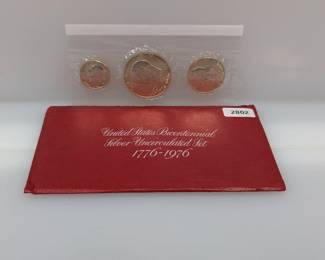 2802
United States Bicentennial
Silver Uncirculated Set
1776-1976